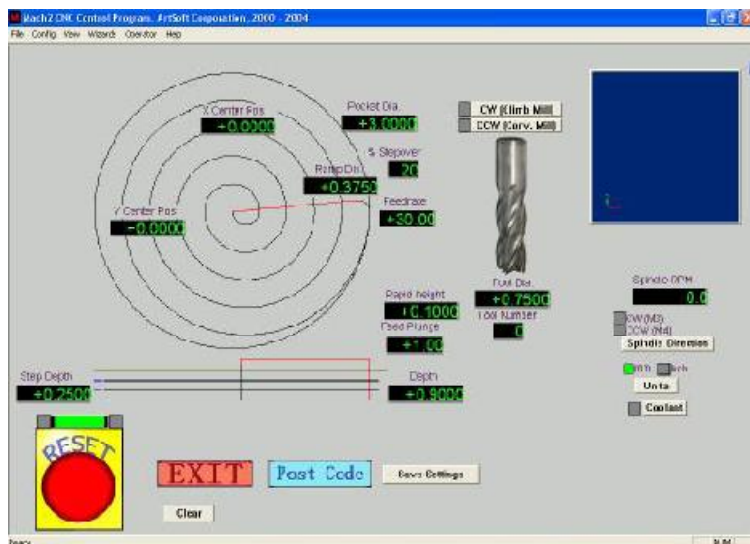 Mach2 CNC Control Program. ArtSoft Corporation, 2000 - 2004
File Config View Wizards Operator Help
X Center Pos
+0.0000
Pocket Dia.
+3.0000
CW (Climb Mill)
CCW (Conv. Mill)
% Stepover
20
Ramp Dia.
+0.3750
Y Center Pos
-0.0000
Feedrate
+30.00
Rapid height
+0.1000
Tool Dia.
+0.7500
Spindle RPM
0.0
Feed Plunge
+1.00
Tool Number
0
CW (M3)
CCW (M4)
Spindle Direction
Step Depth
+0.2500
Depth
+0.9000
Units
Coolant
RESET
EXIT
Post Code
Save Settings
Clear
Ready
NUM